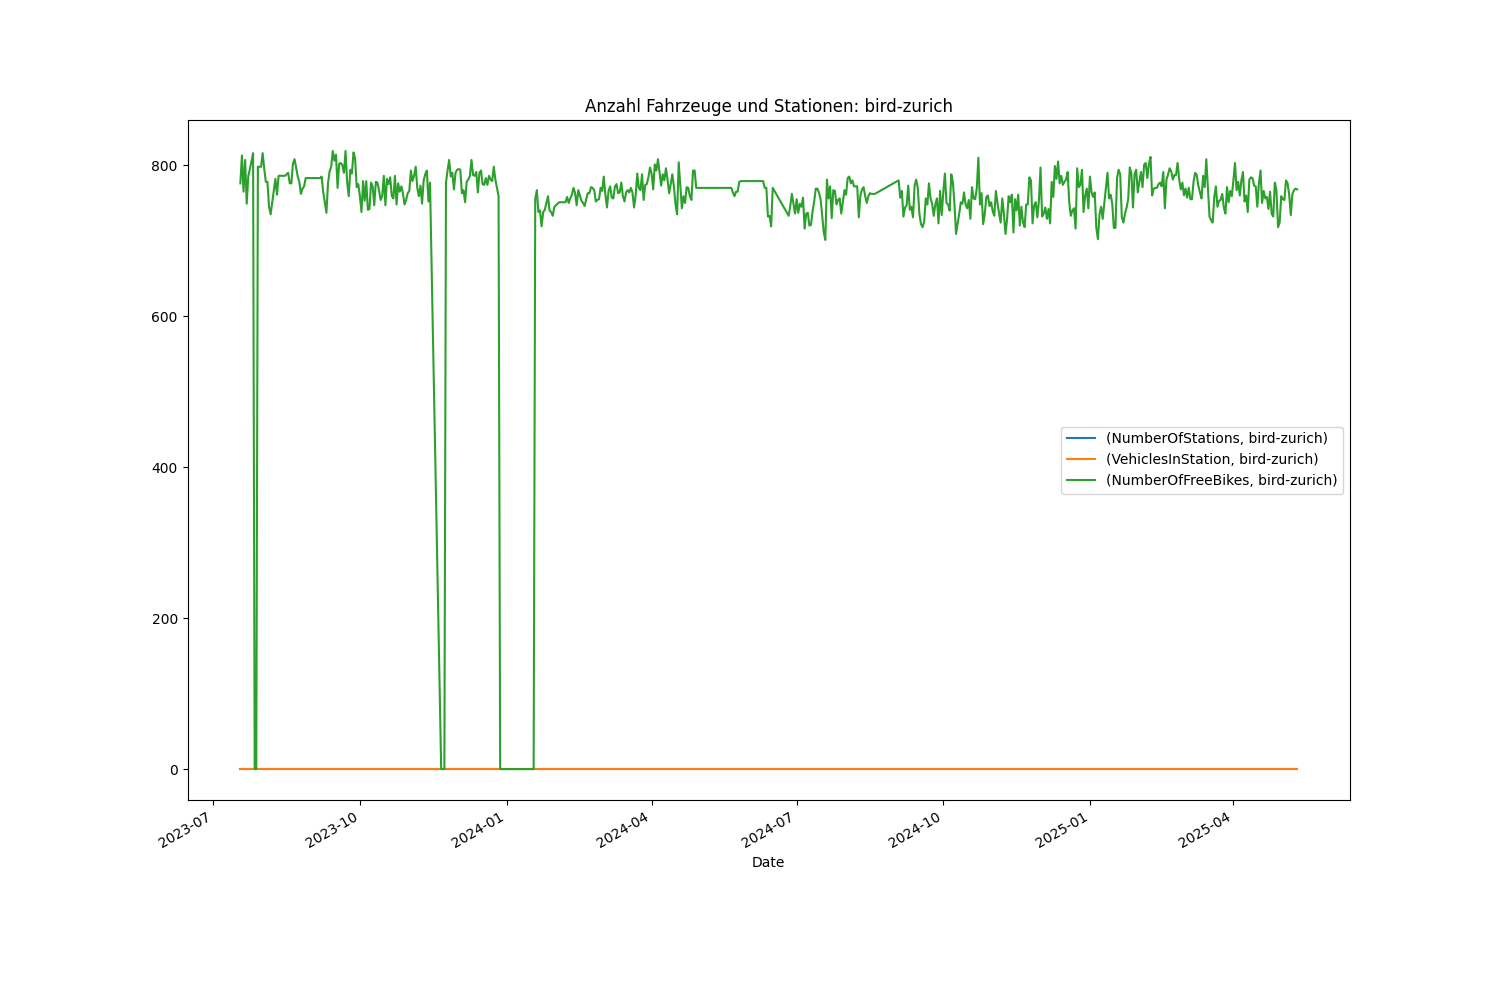 Anzahl Fahrzeuge und Stationen: bird-zurich
800
600
400
200
0
(NumberOfStations, bird-zurich)
(VehiclesInStation, bird-zurich)
(NumberOfFreeBikes, bird-zurich)
2023-07
2023-10
2024-01
2024-04
2024-07
2024-10
2025-01
2025-04
Date